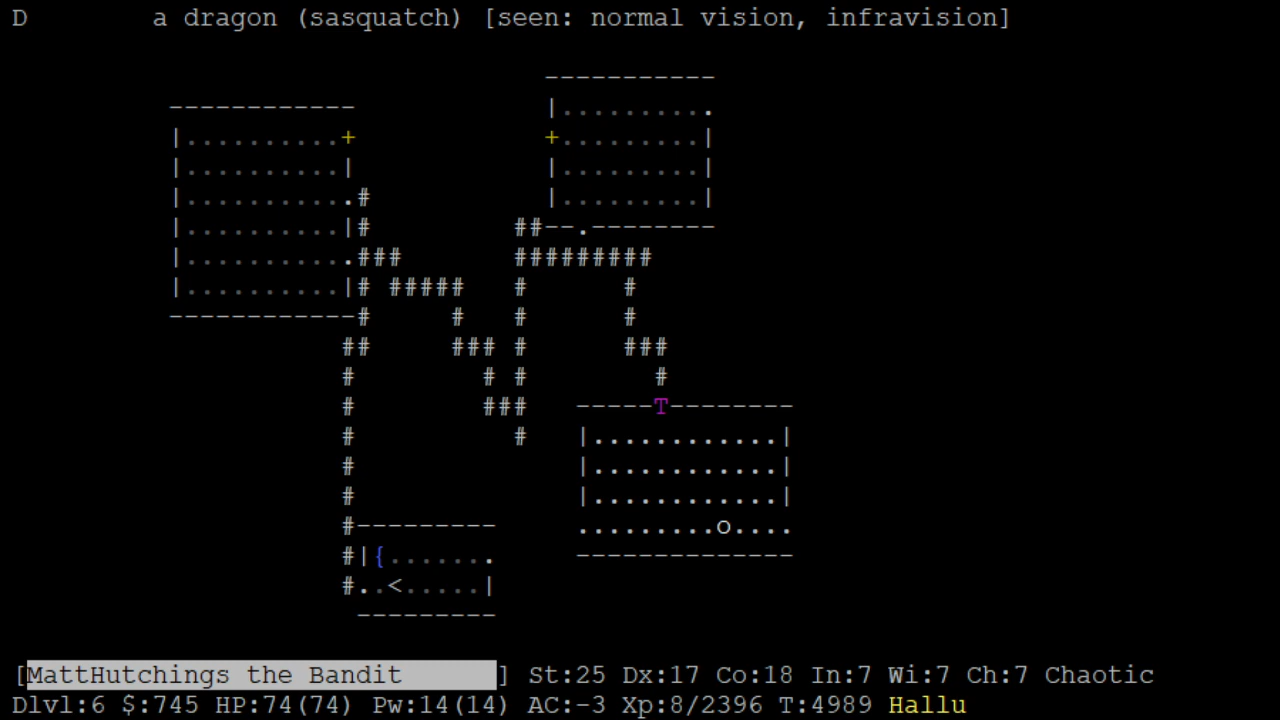 D         a dragon (sasquatch) [seen: normal vision, infravision]
                                   -----------
           ------------            |..........
           |..........+            +.........|
           |..........|            |.........|
           |...........#           |.........|
           |..........|#         ##--.--------
           |...........###       #########
           |..........|# #####   #      #
           ------------#     #   #      #
                      ##     ### #      ###
                      #        # #        #
                      #        ###   -----T--------
                      #          #   |............|
                      #              |............|
                      #              |............|
                      #---------     .........o....
                      #|{.......     --------------
                      #..<.....|
                       ---------
[MattHutchings the Bandit      ] St:25 Dx:17 Co:18 In:7 Wi:7 Ch:7 Chaotic
Dlvl:6 $:745 HP:74(74) Pw:14(14) AC:-3 Xp:8/2396 T:4989 Hallu